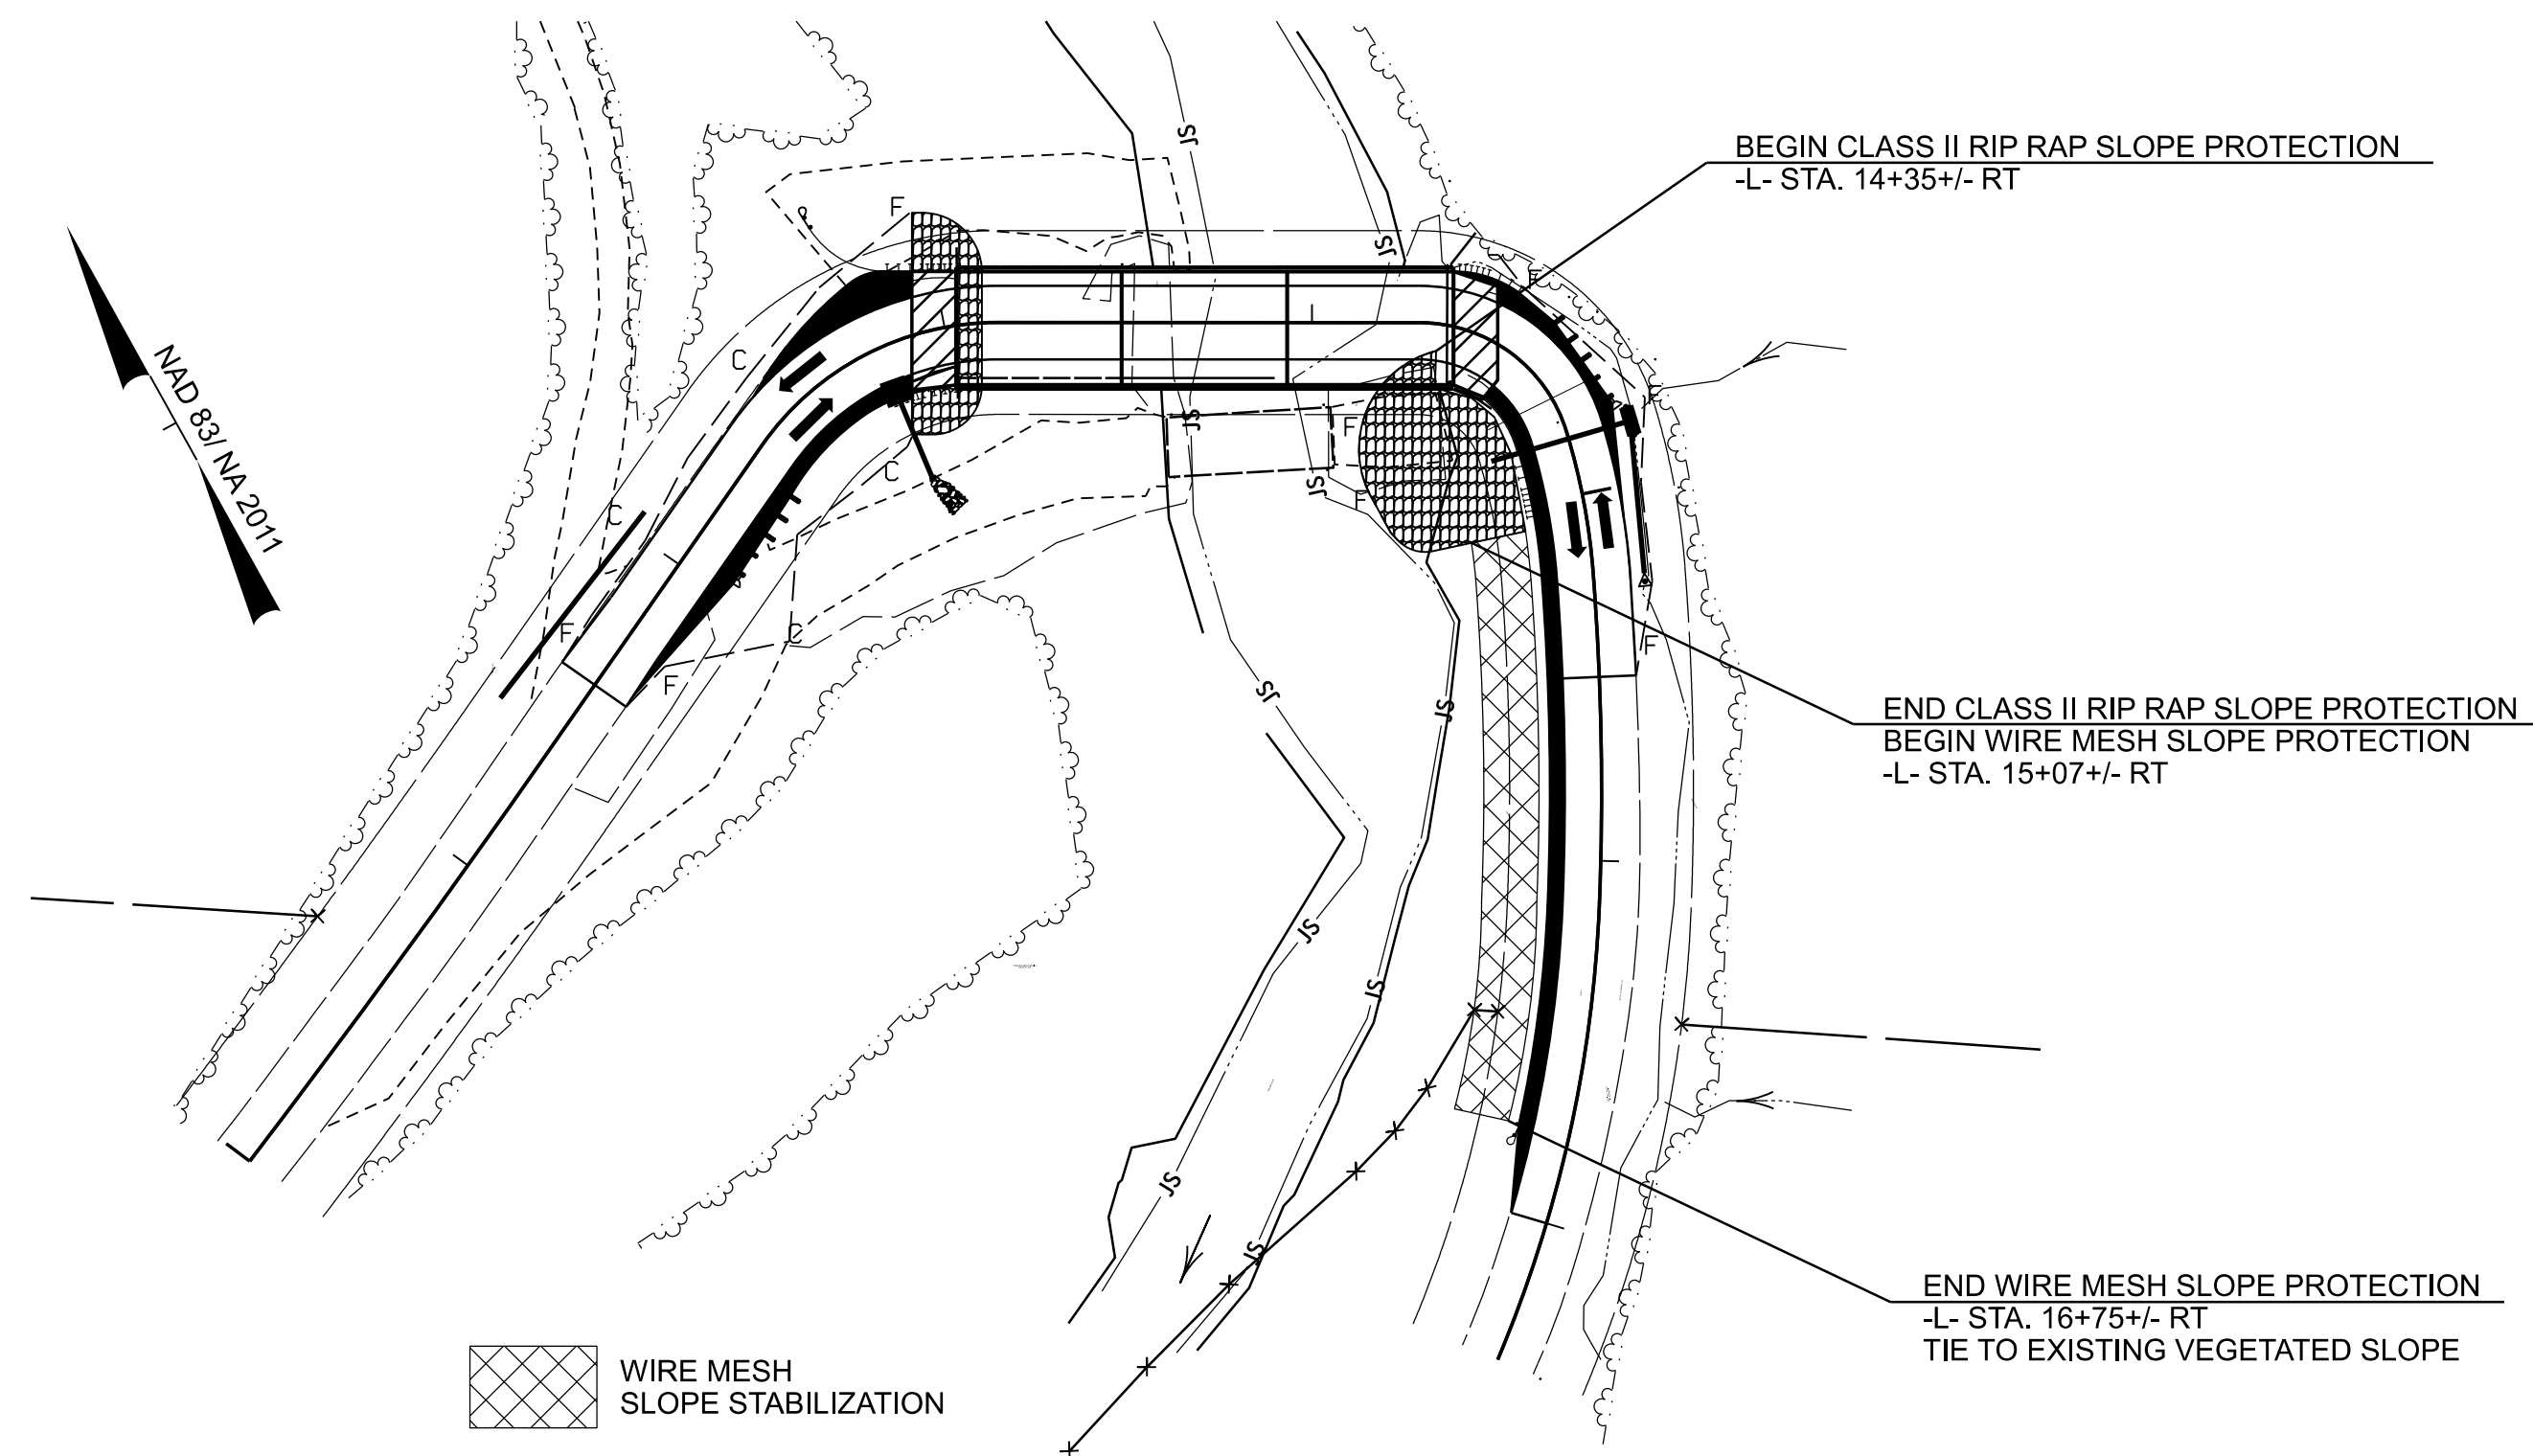 BEGIN CLASS II RIP RAP SLOPE PROTECTION
-L- STA. 14+35+/- RT
NAD 83/ NA 2011
END CLASS II RIP RAP SLOPE PROTECTION
BEGIN WIRE MESH SLOPE PROTECTION
-L- STA. 15+07+/- RT
END WIRE MESH SLOPE PROTECTION
-L- STA. 16+75+/- RT
TIE TO EXISTING VEGETATED SLOPE
WIRE MESH
SLOPE STABILIZATION
JS
JS
JS
JS
JS
JS
JS
JS
JS
JS
F
F
F
F
F
F
F
F
C
C
C
C